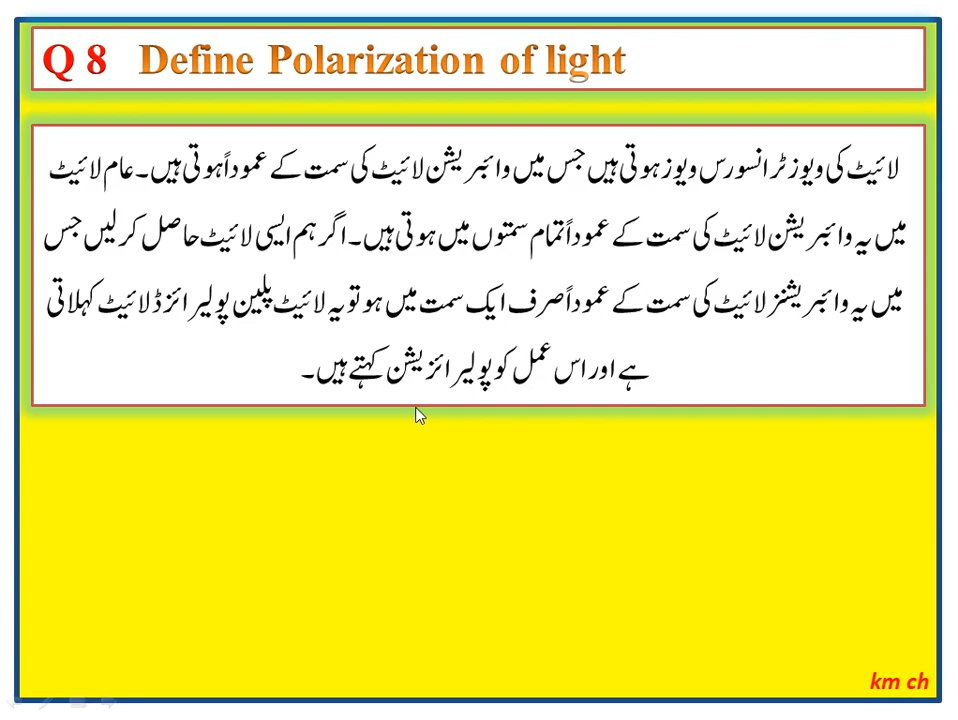 Q 8 Define Polarization of light
لائیٹ کی ویوز ٹرانسورس ویوز ہوتی ہیں جس میں وائبریشن لائیٹ کی سمت کے عموداً ہوتی ہیں۔ عام لائیٹ
میں یہ وائبریشن لائیٹ کی سمت کے عموداً تمام سمتوں میں ہوتی ہیں۔ اگر ہم ایسی لائیٹ حاصل کر لیں جس
میں یہ وائبریشنز لائیٹ کی سمت کے عموداً صرف ایک سمت میں ہو تو یہ لائیٹ پلین پولیرائزڈ لائیٹ کہلاتی
ہے اور اس عمل کو پولیرائزیشن کہتے ہیں۔
km ch